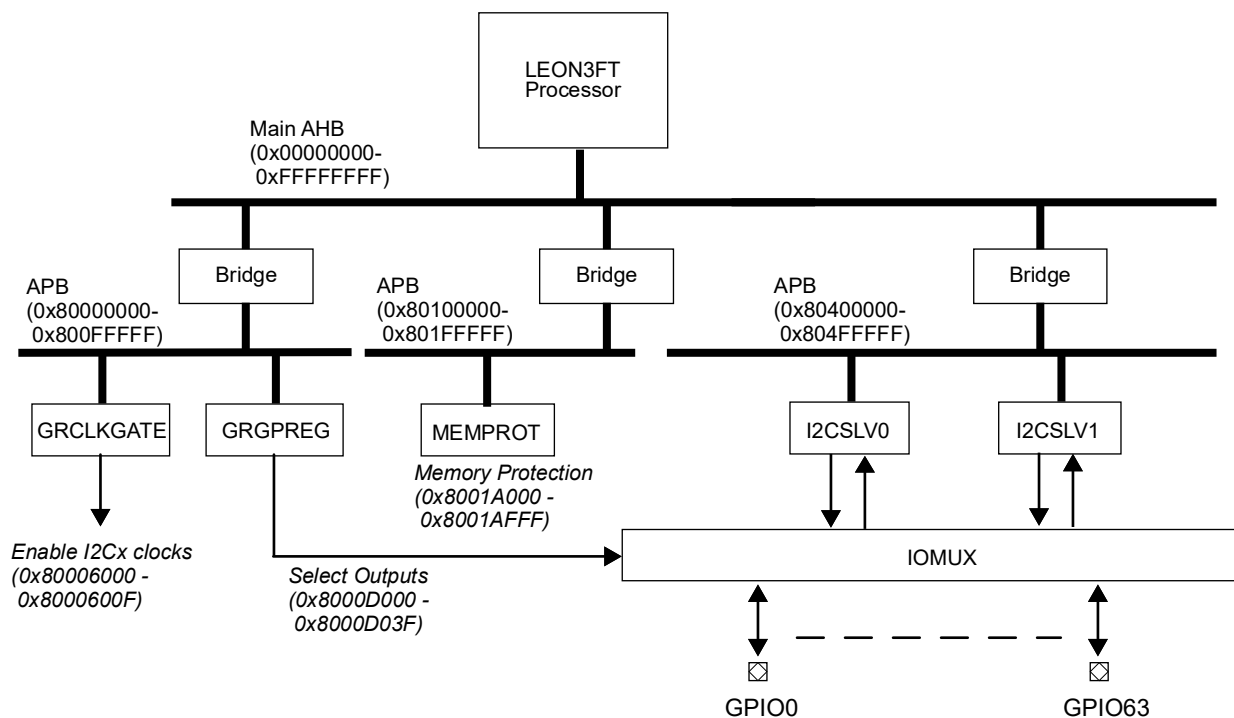 LEON3FT
Processor
Main AHB
(0x00000000-
0xFFFFFFFF)
Bridge
Bridge
Bridge
APB
(0x80000000-
0x800FFFFF)
APB
(0x80100000-
0x801FFFFF)
APB
(0x80400000-
0x804FFFFF)
GRCLKGATE
GRGPREG
MEMPROT
I2CSLV0
I2CSLV1
Memory Protection
(0x8001A000 -
0x8001AFFF)
Enable I2Cx clocks
(0x80006000 -
0x8000600F)
Select Outputs
(0x8000D000 -
0x8000D03F)
IOMUX
GPIO0
GPIO63